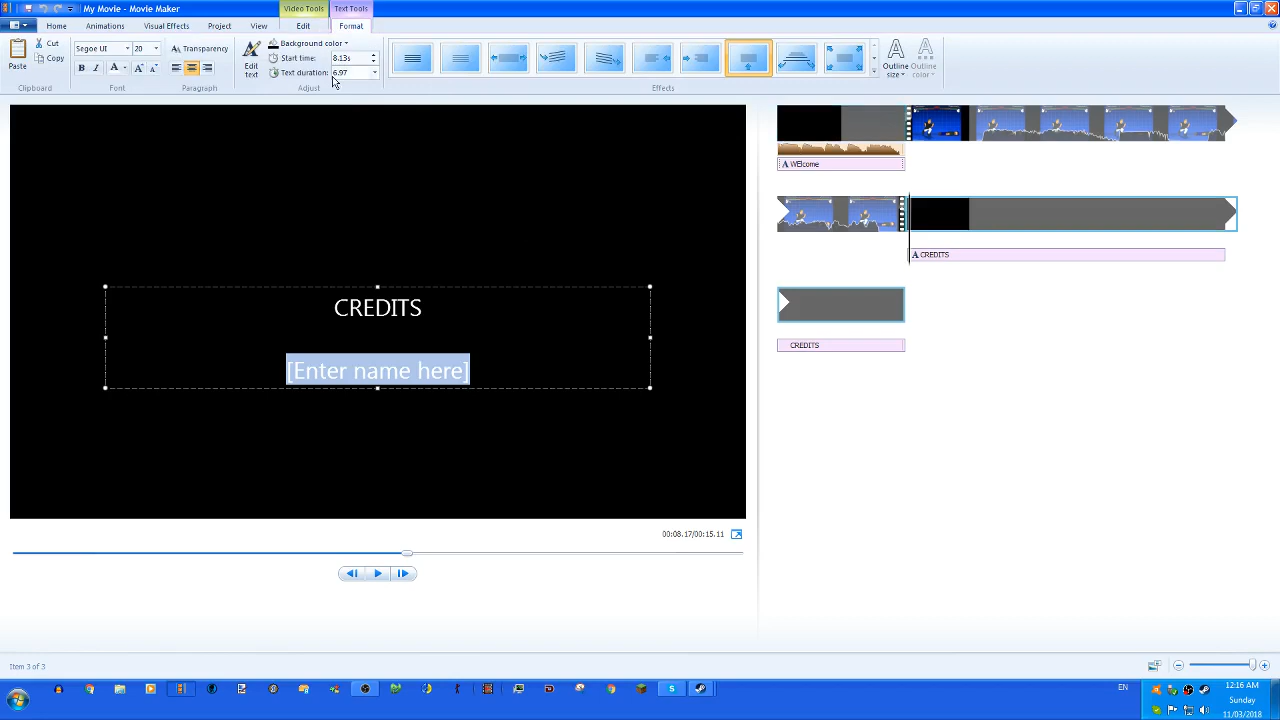 My Movie - Movie Maker
Video Tools
Text Tools
Home
Animations
Visual Effects
Project
View
Edit
Format
Paste
Cut
Copy
Clipboard
Segoe UI
20
B
I
A
A
A
Font
Transparency
Paragraph
A
Edit
text
Background color
Start time:
8.13s
Text duration:
6.97
Adjust
Effects
A
Outline
size
A
Outline
color
CREDITS
[Enter name here]
00:08.17/00:15.11
A WElcome
A CREDITS
CREDITS
Item 3 of 3
EN
12:16 AM
Sunday
11/03/2018